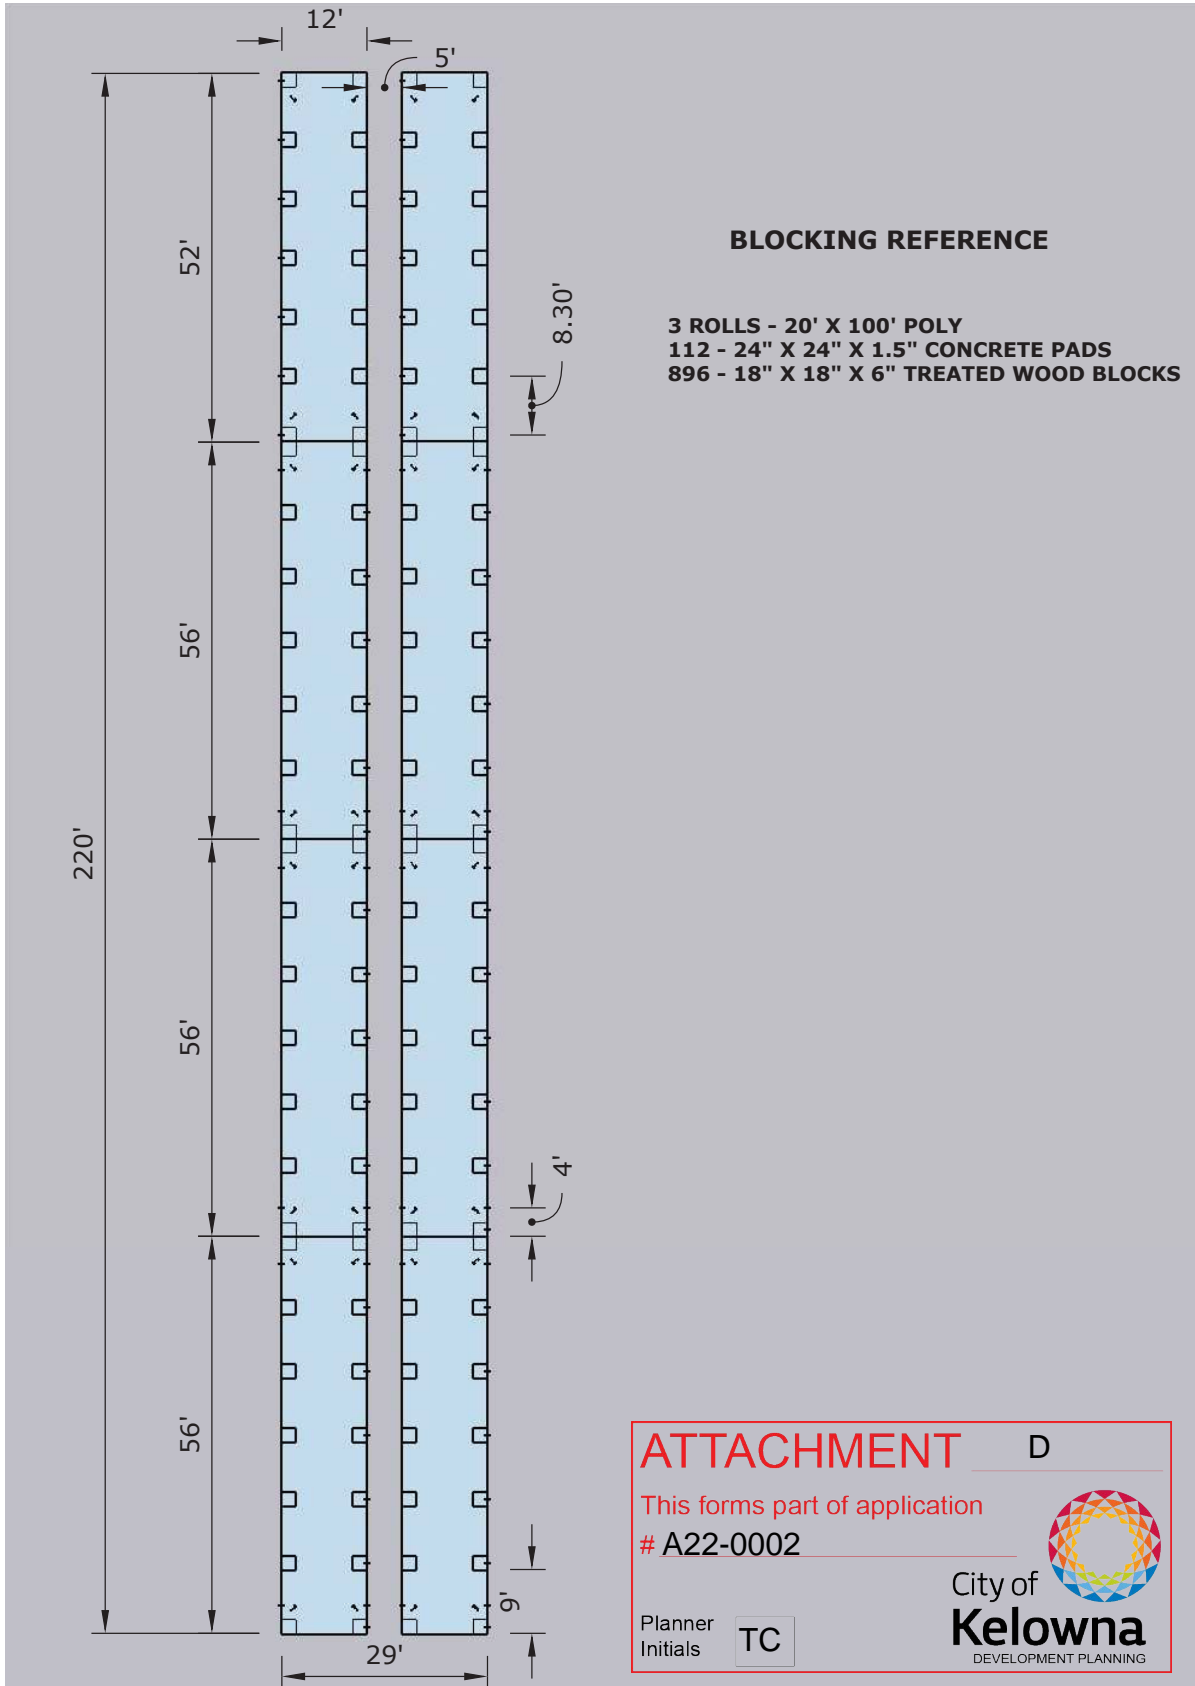 12'
5'
52'
8.30'
BLOCKING REFERENCE
3 ROLLS - 20' X 100' POLY
112 - 24" X 24" X 1.5" CONCRETE PADS
896 - 18" X 18" X 6" TREATED WOOD BLOCKS
56'
220'
56'
4'
56'
9'
29'
ATTACHMENT D
This forms part of application
# A22-0002
City of
Kelowna
DEVELOPMENT PLANNING
Planner
Initials
TC